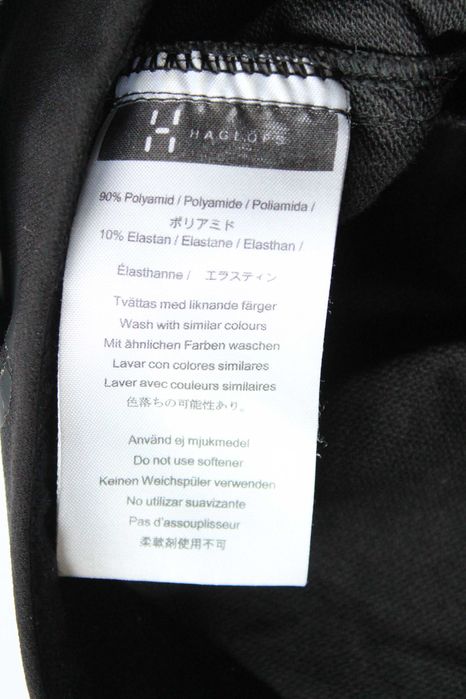 HAGLÖFS
90% Polyamid / Polyamide / Poliamida /
ポリアミド
10% Elastan / Elastane / Elasthan /
Élasthanne / エラスティン
Tvättas med liknande färger
Wash with similar colours
Mit ähnlichen Farben waschen
Lavar con colores similares
Laver avec couleurs similaires
色落ちの可能性あり。
Använd ej mjukmedel
Do not use softener
Keinen Weichspüler verwenden
No utilizar suavizante
Pas d'assouplisseur
柔軟剤使用不可